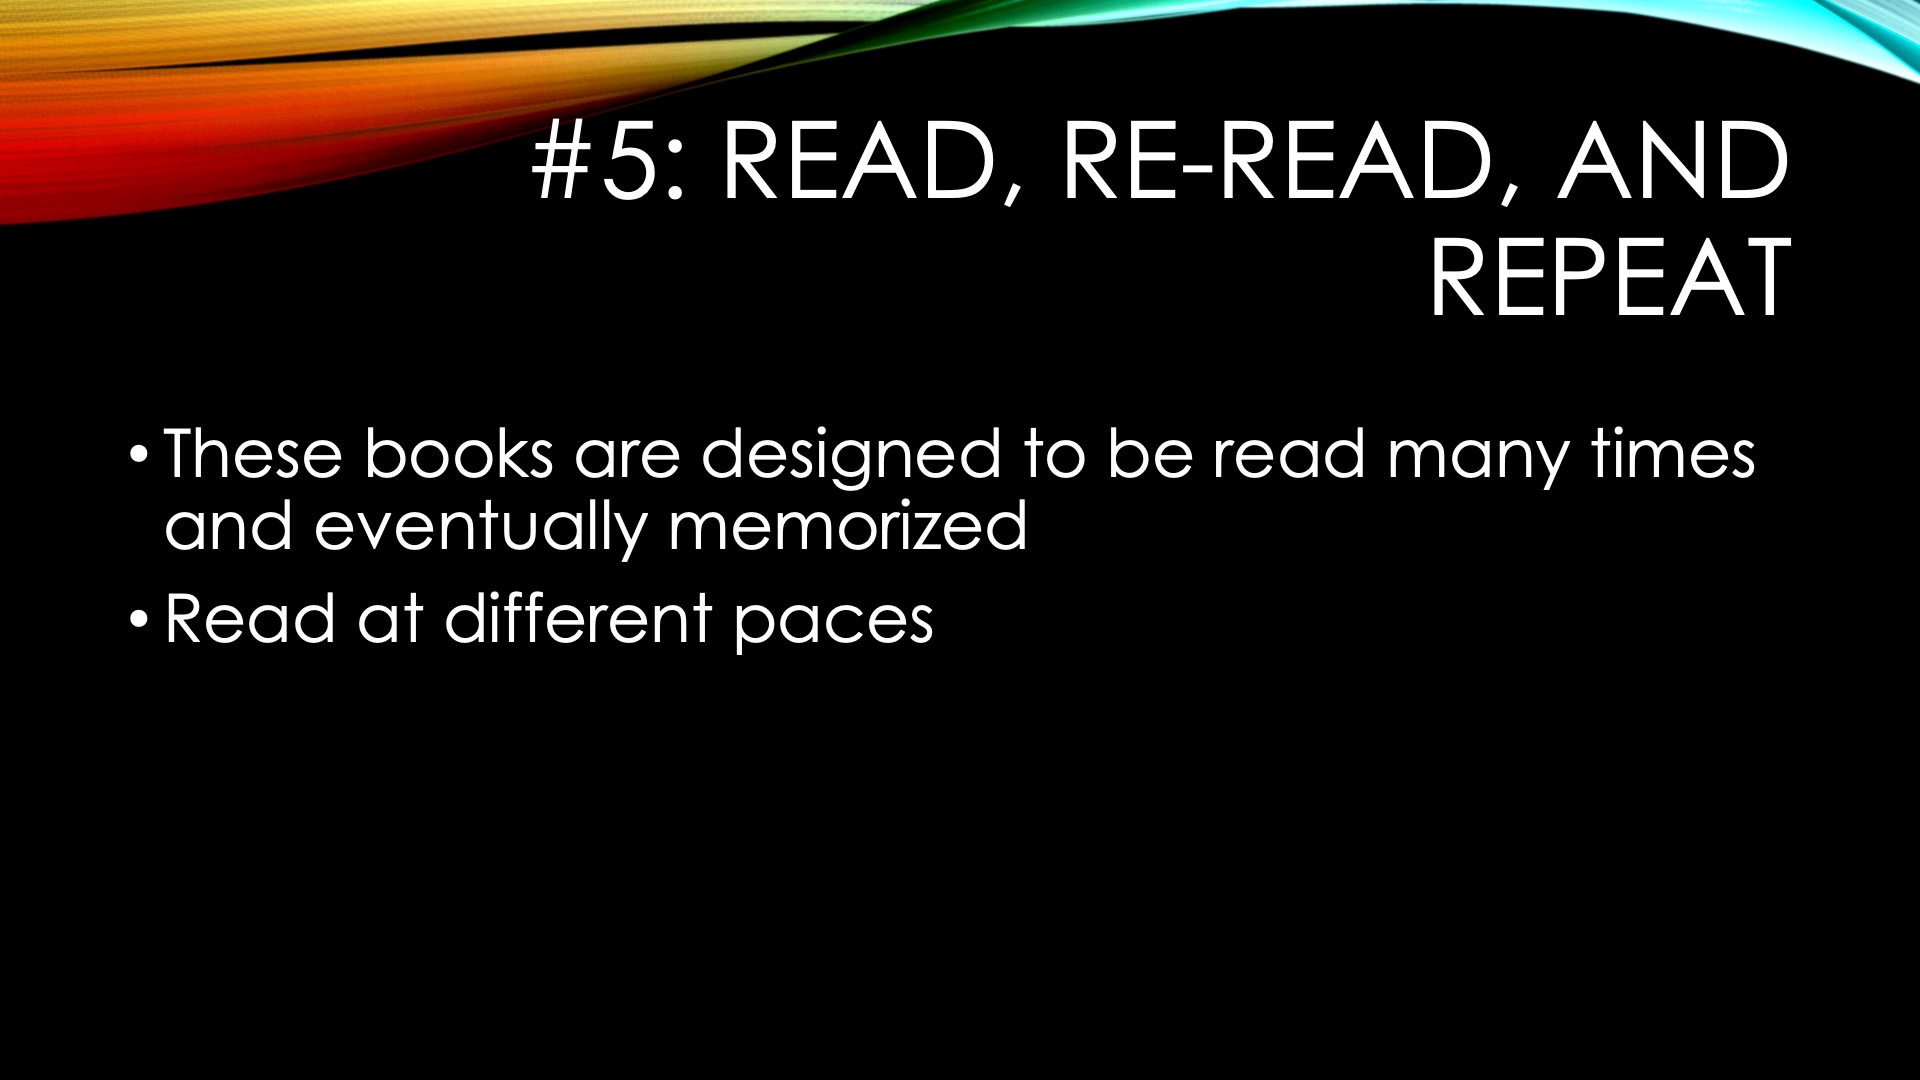 #5: READ, RE-READ, AND
REPEAT
• These books are designed to be read many times
and eventually memorized
• Read at different paces